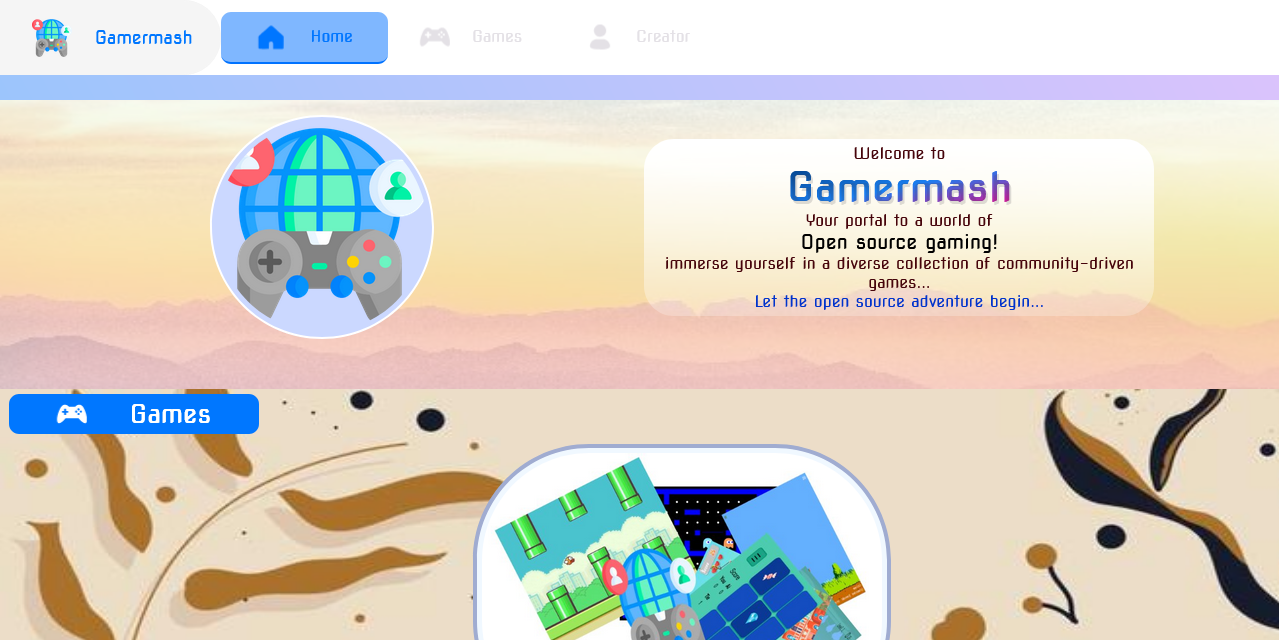 Gamermash
Home
Games
Creator
Welcome to
Gamermash
Your portal to a world of
Open source gaming!
immerse yourself in a diverse collection of community-driven
games...
Let the open source adventure begin...
Games